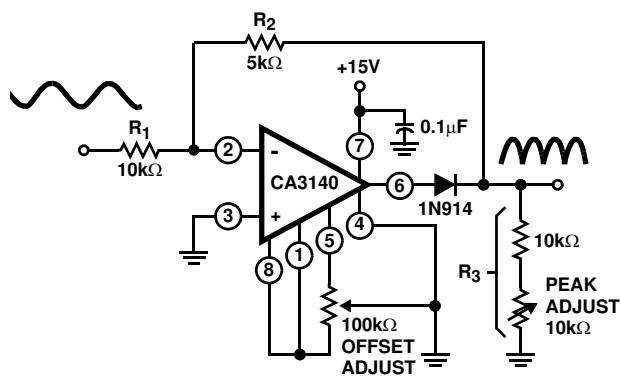 R2
5kΩ
+15V
0.1µF
R1
10kΩ
2
-
7
CA3140
6
1N914
3
+
4
5
1
8
100kΩ
OFFSET
ADJUST
R3
10kΩ
PEAK
ADJUST
10kΩ